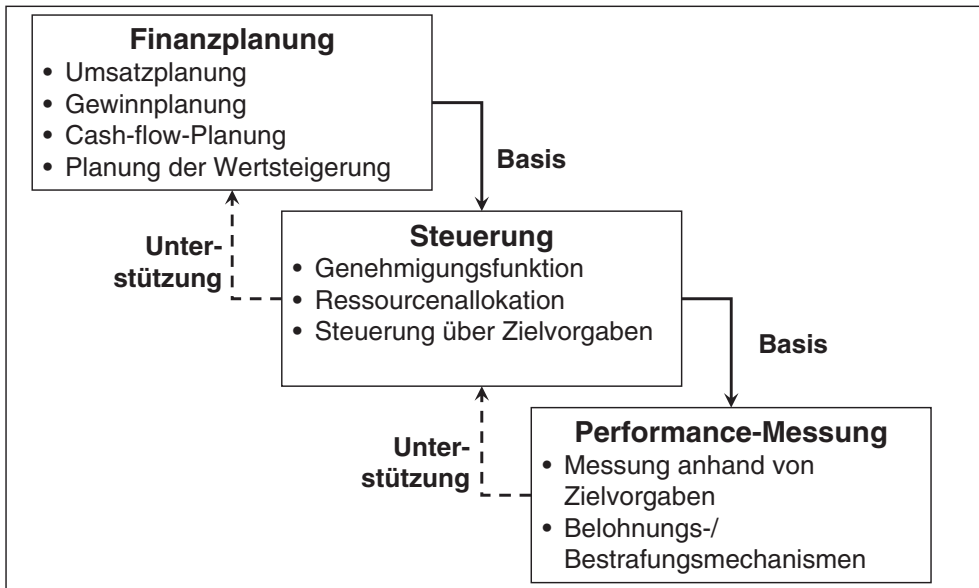 Finanzplanung
• Umsatzplanung
• Gewinnplanung
• Cash-flow-Planung
• Planung der Wertsteigerung
Basis
Unter-
stützung
Steuerung
• Genehmigungsfunktion
• Ressourcenallokation
• Steuerung über Zielvorgaben
Basis
Unter-
stützung
Performance-Messung
• Messung anhand von
Zielvorgaben
• Belohnungs-/
Bestrafungsmechanismen